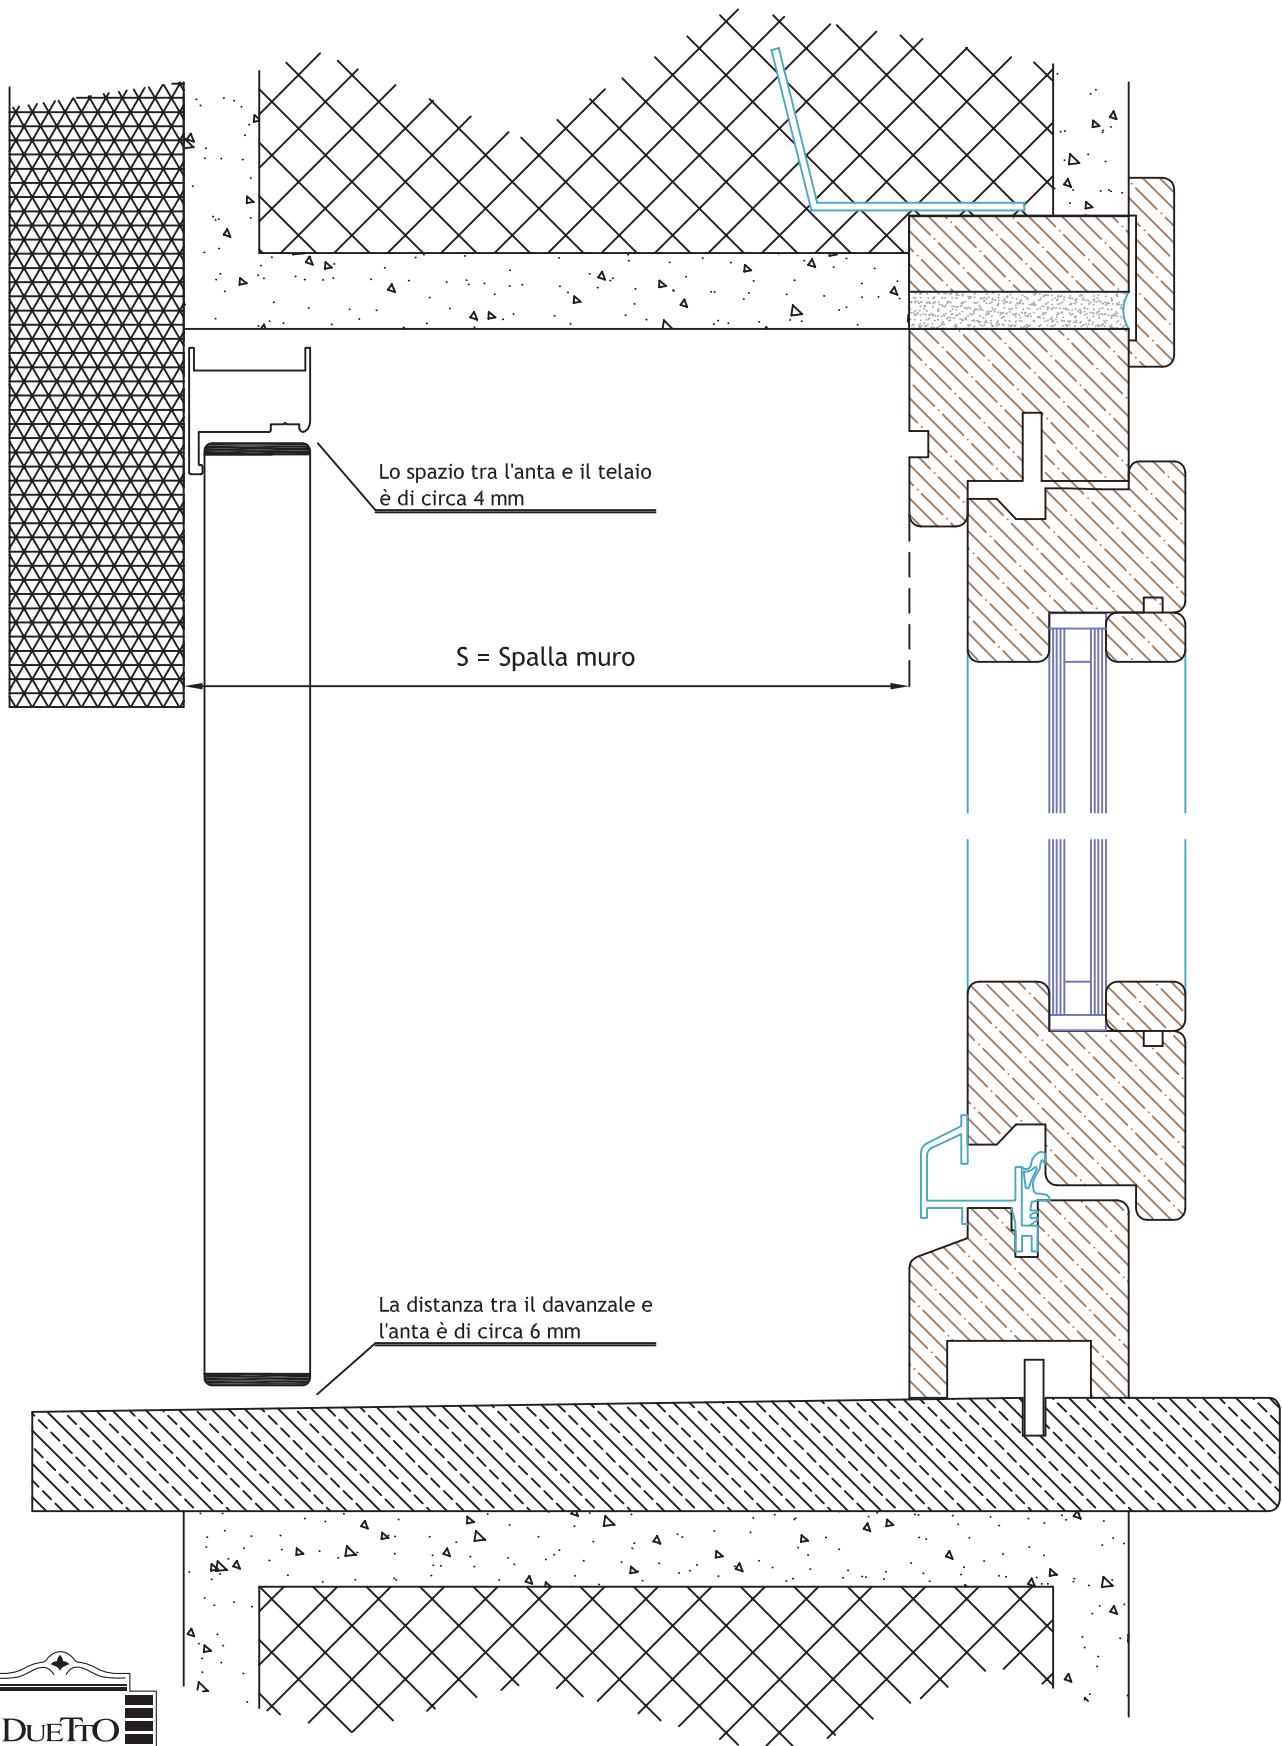 Lo spazio tra l'anta e il telaio
è di circa 4 mm
S = Spalla muro
La distanza tra il davanzale e
l'anta è di circa 6 mm
DUETTO